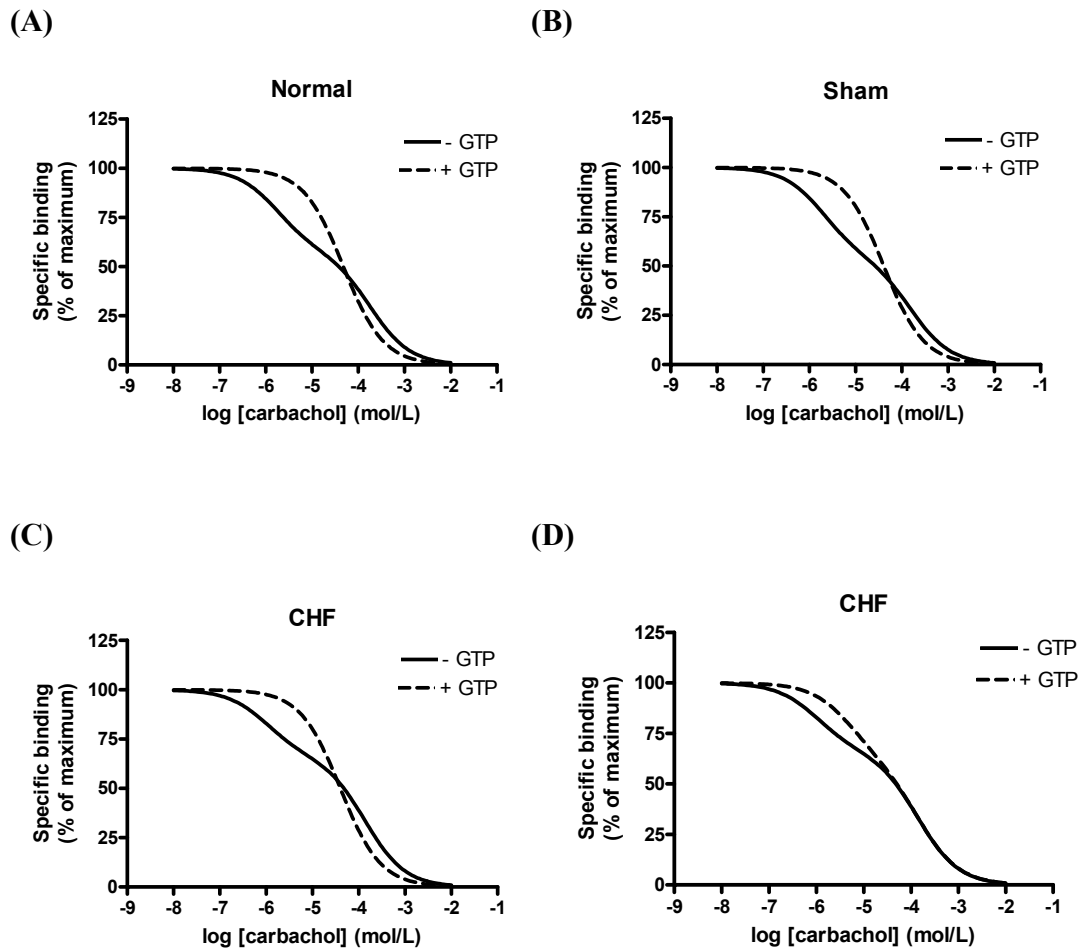 (A)
Normal
125
100
75
50
25
0
-9 -8 -7 -6 -5 -4 -3 -2 -1
Specific binding
(% of maximum)
log [carbachol] (mol/L)
- GTP
+ GTP
(B)
Sham
125
100
75
50
25
0
-9 -8 -7 -6 -5 -4 -3 -2 -1
Specific binding
(% of maximum)
log [carbachol] (mol/L)
- GTP
+ GTP
(C)
CHF
125
100
75
50
25
0
-9 -8 -7 -6 -5 -4 -3 -2 -1
Specific binding
(% of maximum)
log [carbachol] (mol/L)
- GTP
+ GTP
(D)
CHF
125
100
75
50
25
0
-9 -8 -7 -6 -5 -4 -3 -2 -1
Specific binding
(% of maximum)
log [carbachol] (mol/L)
- GTP
+ GTP